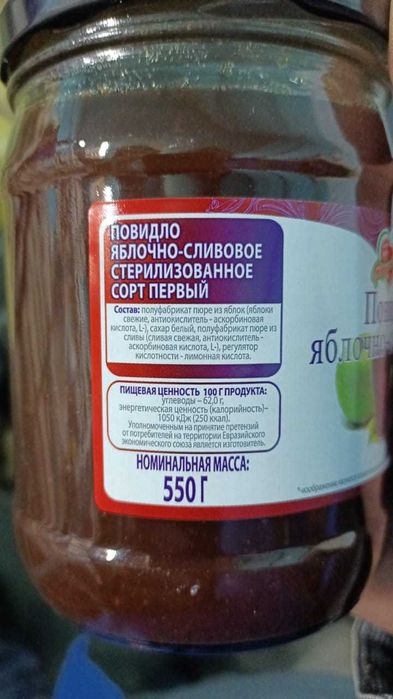 ПОВИДЛО
ЯБЛОЧНО-СЛИВОВОЕ
СТЕРИЛИЗОВАННОЕ
СОРТ ПЕРВЫЙ
Состав: полуфабрикат пюре из яблок (яблоки
свежие, антиокислитель - аскорбиновая
кислота, L-), сахар белый, полуфабрикат пюре из
сливы (сливая свежая, антиокислитель -
аскорбиновая кислота, L-), регулятор
кислотности - лимонная кислота.
ПИЩЕВАЯ ЦЕННОСТЬ 100 Г ПРОДУКТА:
углеводы – 62,0 г,
энергетическая ценность (калорийность)–
1050 кДж (250 ккал).
Уполномоченным на принятие претензий
от потребителей на территории Евразийского
экономического союза является изготовитель.
НОМИНАЛЬНАЯ МАССА:
550 Г